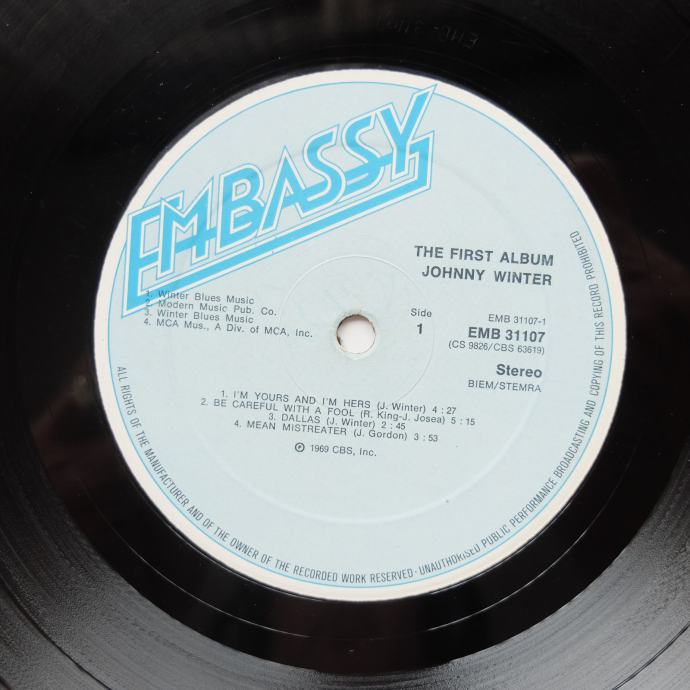 EMBASSY
THE FIRST ALBUM
JOHNNY WINTER
1. Winter Blues Music
2. Modern Music Pub. Co.
3. Winter Blues Music
4. MCA Mus., A Div. of MCA, Inc.
Side
1
EMB 31107-1
EMB 31107
(CS 9826/CBS 63619)
Stereo
BIEM/STEMRA
1. I'M YOURS AND I'M HERS (J. Winter) 4 : 27
2. BE CAREFUL WITH A FOOL (R. King-J. Josea) 5 : 15
3. DALLAS (J. Winter) 2 : 45
4. MEAN MISTREATER (J. Gordon) 3 : 53
℗ 1969 CBS, Inc.
ALL RIGHTS OF THE MANUFACTURER AND OF THE OWNER OF THE RECORDED WORK RESERVED · UNAUTHORISED PUBLIC PERFORMANCE BROADCASTING AND COPYING OF THIS RECORD PROHIBITED